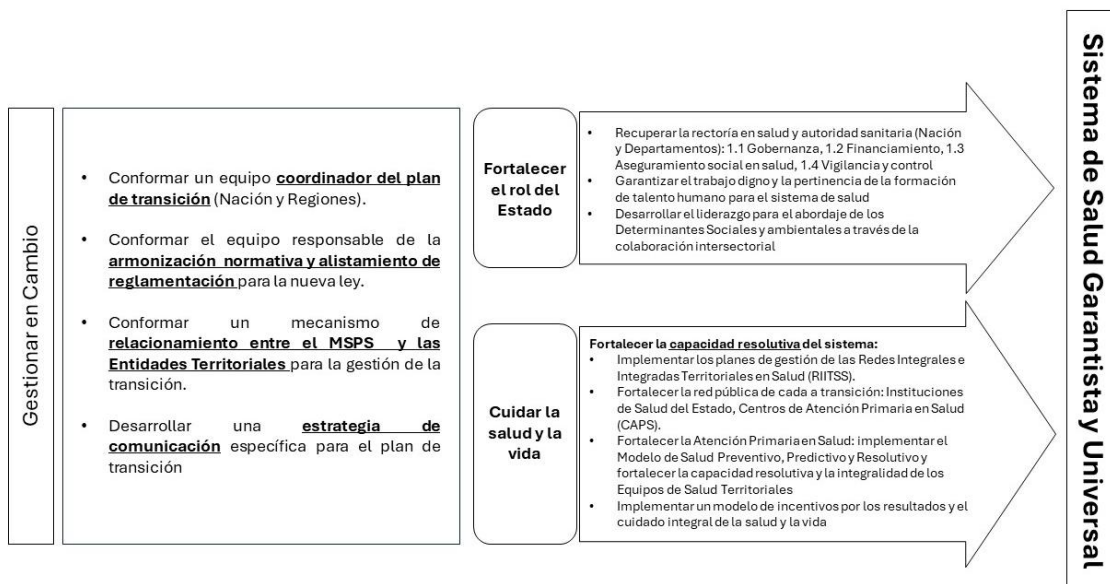 Gestionar en Cambio
• Conformar un equipo coordinador del plan
de transición (Nación y Regiones).
• Conformar el equipo responsable de la
armonización normativa y alistamiento de
reglamentación para la nueva ley.
• Conformar un mecanismo de
relacionamiento entre el MSPS y las
Entidades Territoriales para la gestión de la
transición.
• Desarrollar una estrategia de
comunicación específica para el plan de
transición
Fortalecer
el rol del
Estado
• Recuperar la rectoría en salud y autoridad sanitaria (Nación
y Departamentos): 1.1 Gobernanza, 1.2 Financiamiento, 1.3
Aseguramiento social en salud, 1.4 Vigilancia y control
• Garantizar el trabajo digno y la pertinencia de la formación
de talento humano para el sistema de salud
• Desarrollar el liderazgo para el abordaje de los
Determinantes Sociales y ambientales a través de la
colaboración intersectorial
Cuidar la
salud y la
vida
Fortalecer la capacidad resolutiva del sistema:
• Implementar los planes de gestión de las Redes Integrales e
Integradas Territoriales en Salud (RIITSS).
• Fortalecer la red pública de cada a transición: Instituciones
de Salud del Estado, Centros de Atención Primaria en Salud
(CAPS).
• Fortalecer la Atención Primaria en Salud: implementar el
Modelo de Salud Preventivo, Predictivo y Resolutivo y
fortalecer la capacidad resolutiva y la integralidad de los
Equipos de Salud Territoriales
• Implementar un modelo de incentivos por los resultados y el
cuidado integral de la salud y la vida
Sistema de Salud Garantista y Universal